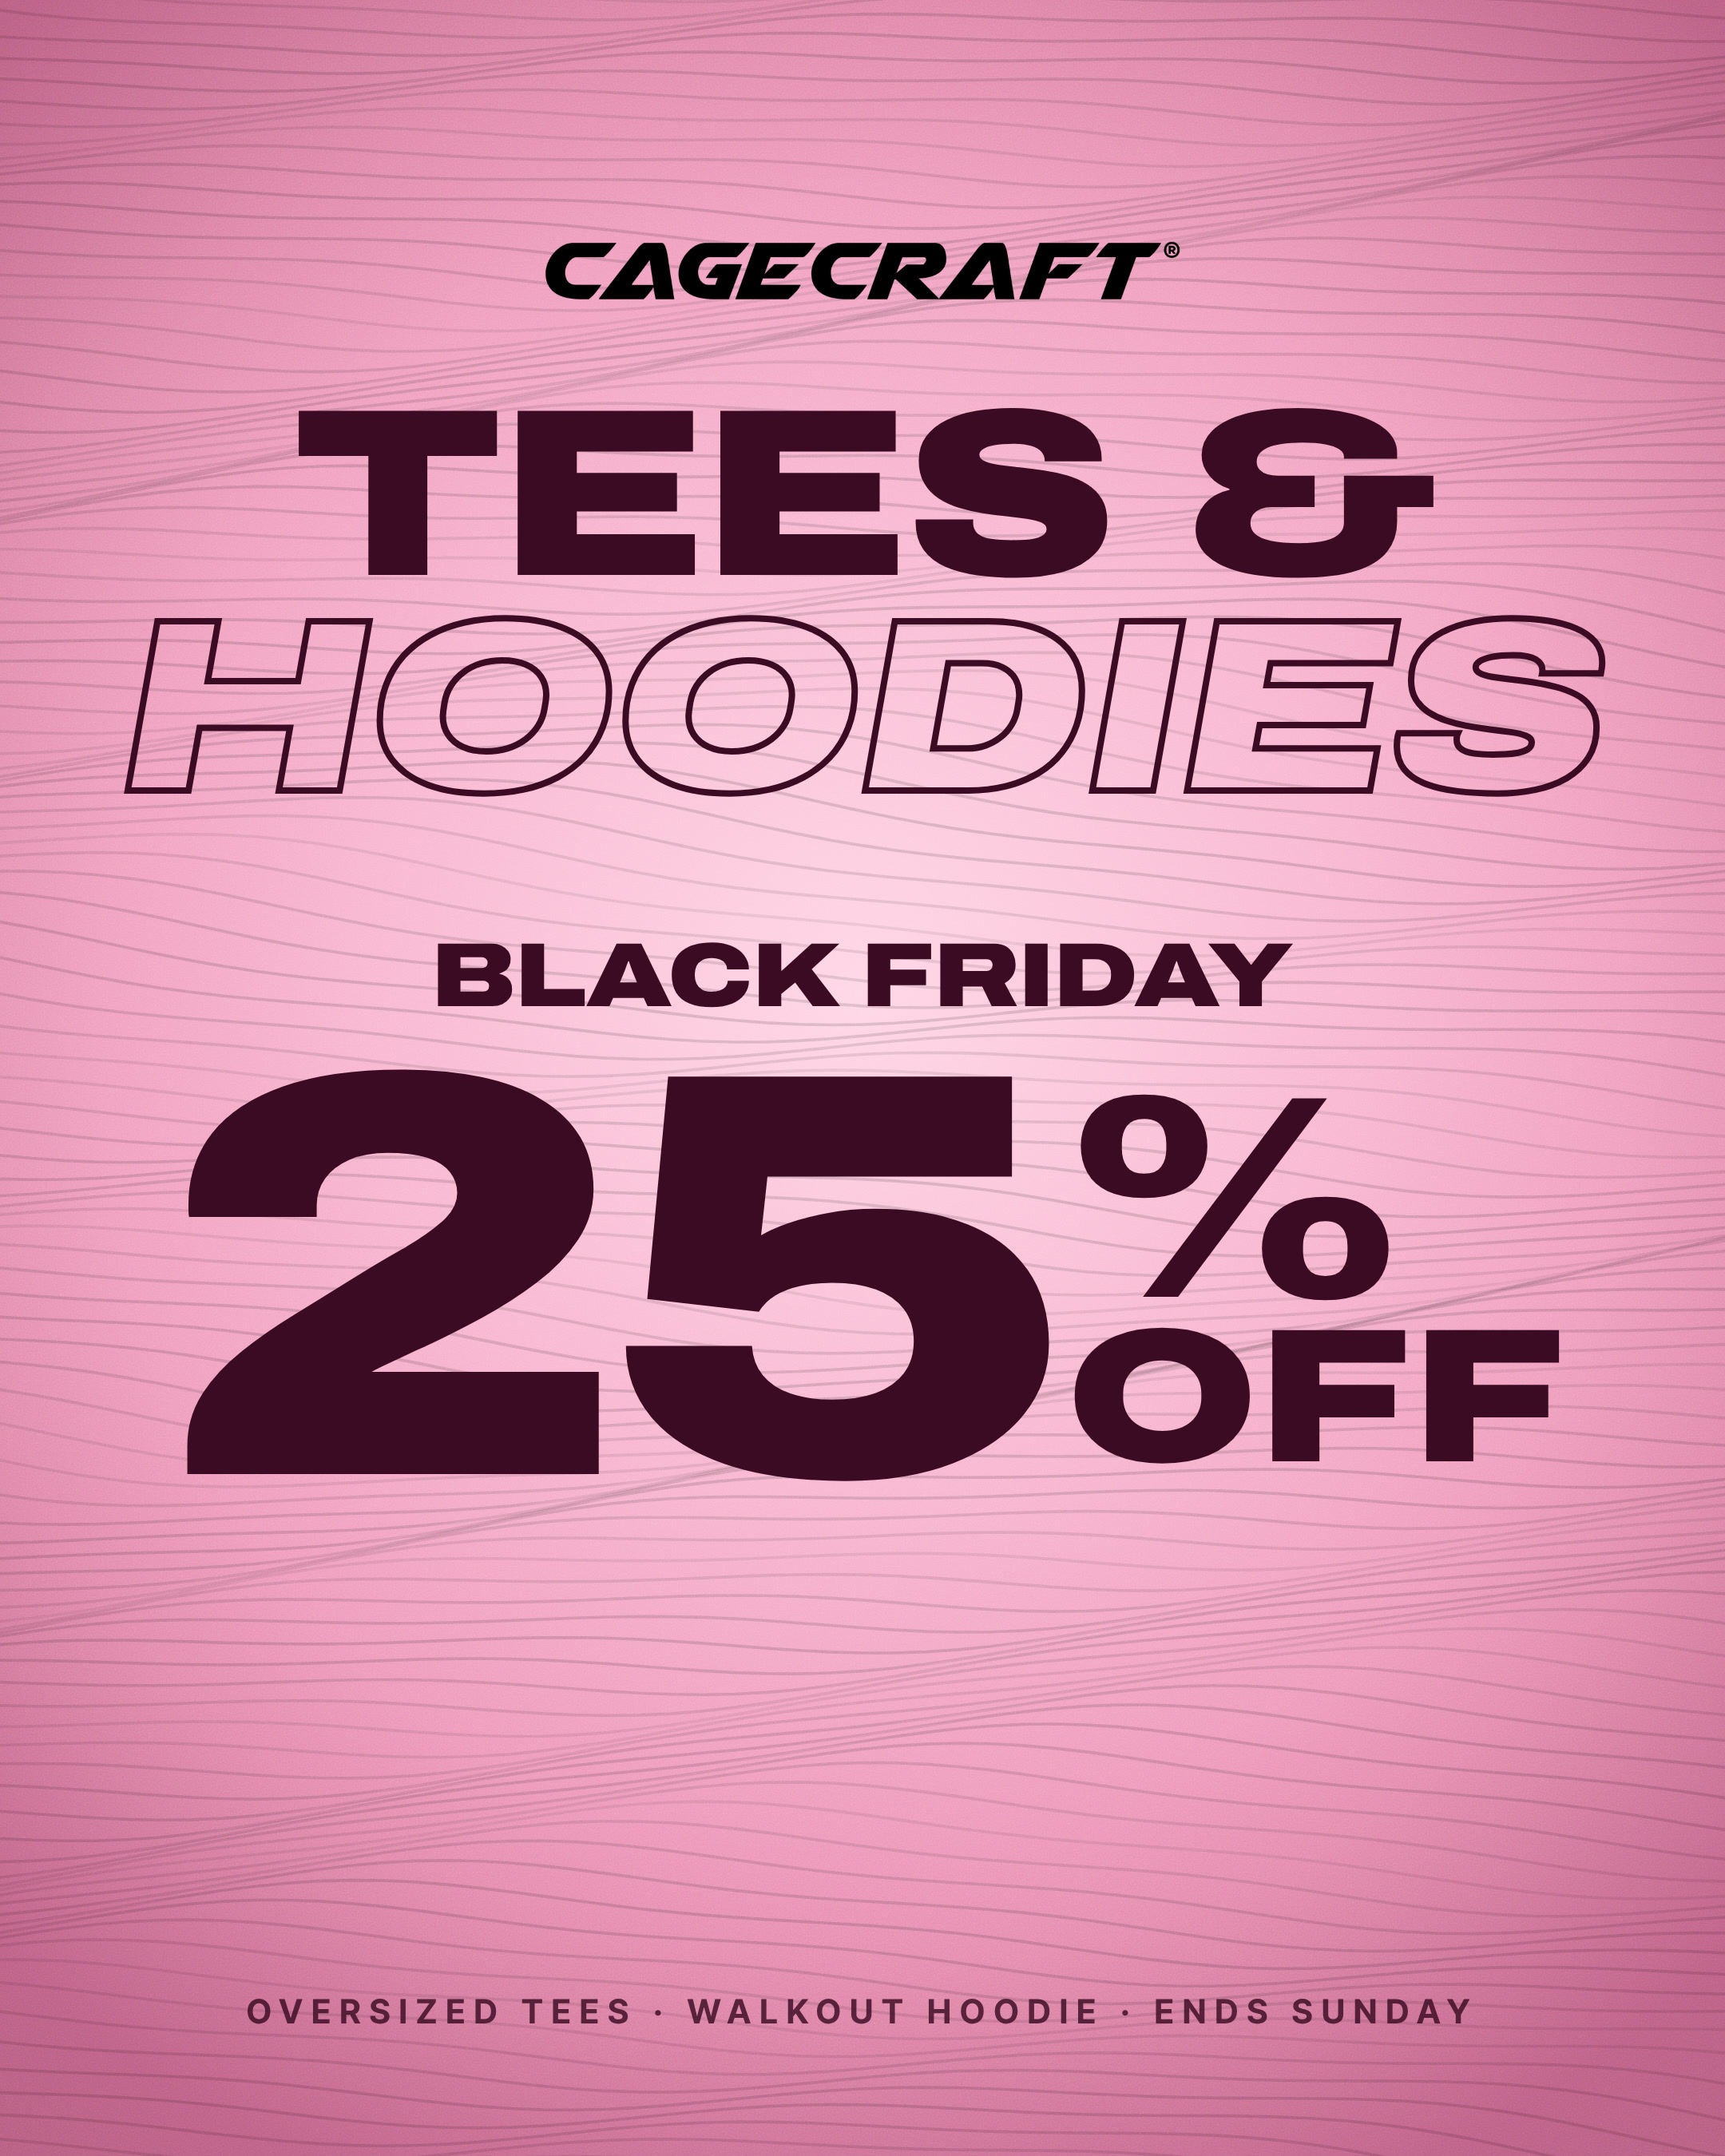 CAGECRAFT®
TEES &
HOODIES
BLACK FRIDAY
25%
OFF
OVERSIZED TEES · WALKOUT HOODIE · ENDS SUNDAY